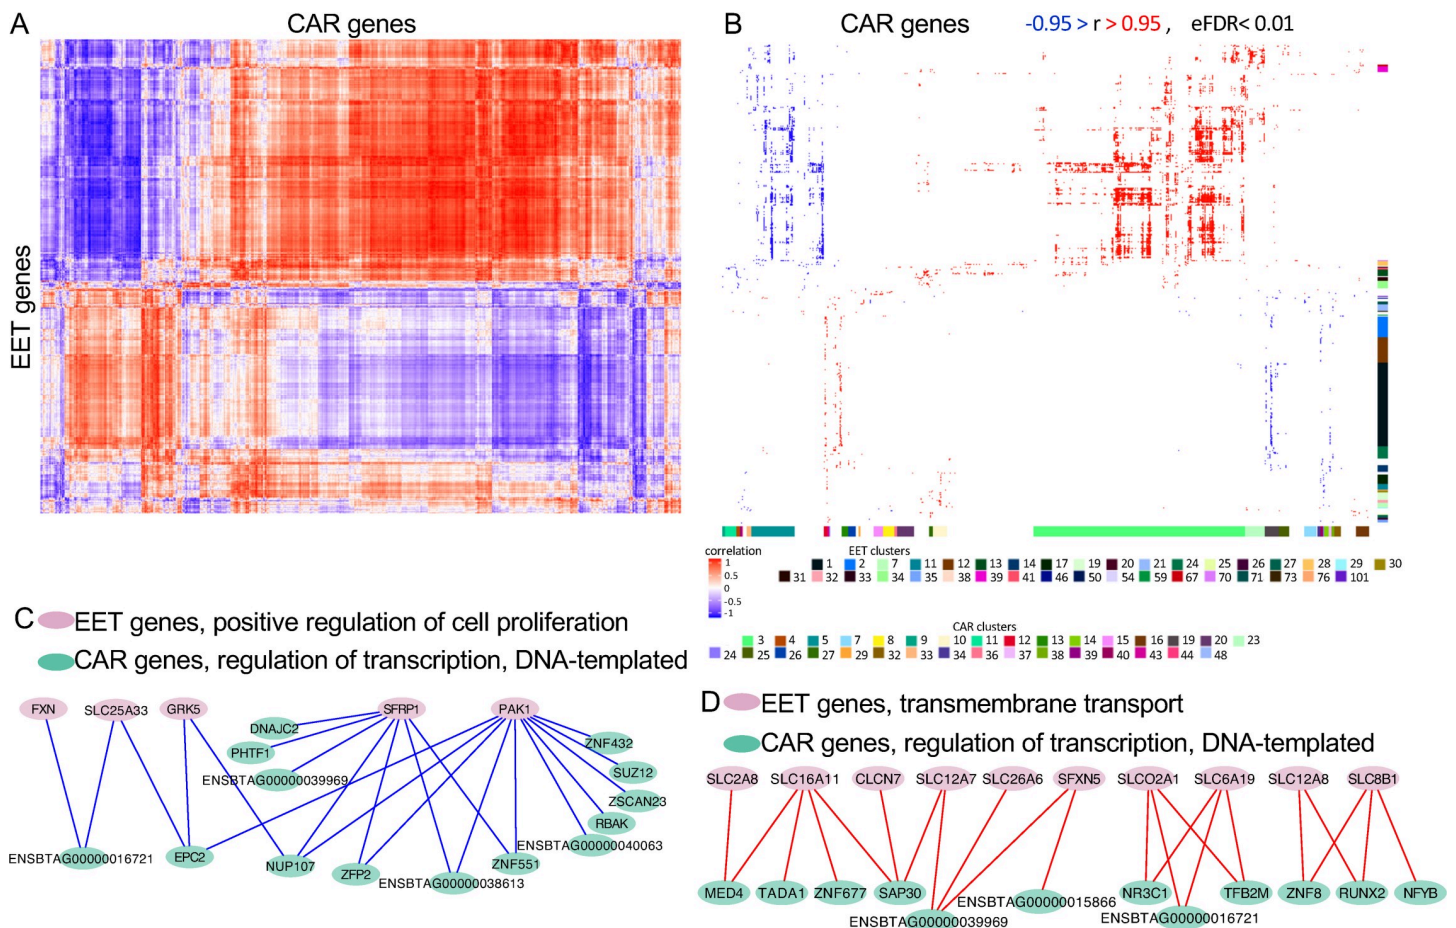 A
CAR genes
EET genes
B
CAR genes
-0.95 > r > 0.95 , eFDR< 0.01
correlation
1
0.5
0
-0.5
-1
EET clusters
1 2 7 11 12 13 14 17 19 20 21 24 25 26 27 28 29 30
31 32 33 34 35 38 39 41 46 50 54 59 67 70 71 73 76 101
CAR clusters
3 4 5 7 8 9 10 11 12 13 14 15 16 19 20 23
24 25 26 27 29 32 33 34 36 37 38 39 40 43 44 48
C EET genes, positive regulation of cell proliferation
CAR genes, regulation of transcription, DNA-templated
FXN SLC25A33 GRK5 SFRP1 PAK1
DNAJC2
PHTF1
ENSBTAG00000039969
ZNF432
SUZ12
ZSCAN23
RBAK
ENSBTAG00000040063
ENSBTAG00000016721 EPC2 NUP107 ZFP2 ENSBTAG00000038613 ZNF551
D EET genes, transmembrane transport
CAR genes, regulation of transcription, DNA-templated
SLC2A8 SLC16A11 CLCN7 SLC12A7 SLC26A6 SFXN5 SLCO2A1 SLC6A19 SLC12A8 SLC8B1
MED4 TADA1 ZNF677 SAP30 ENSBTAG00000015866 NR3C1 TFB2M ZNF8 RUNX2 NFYB
ENSBTAG00000039969 ENSBTAG00000016721